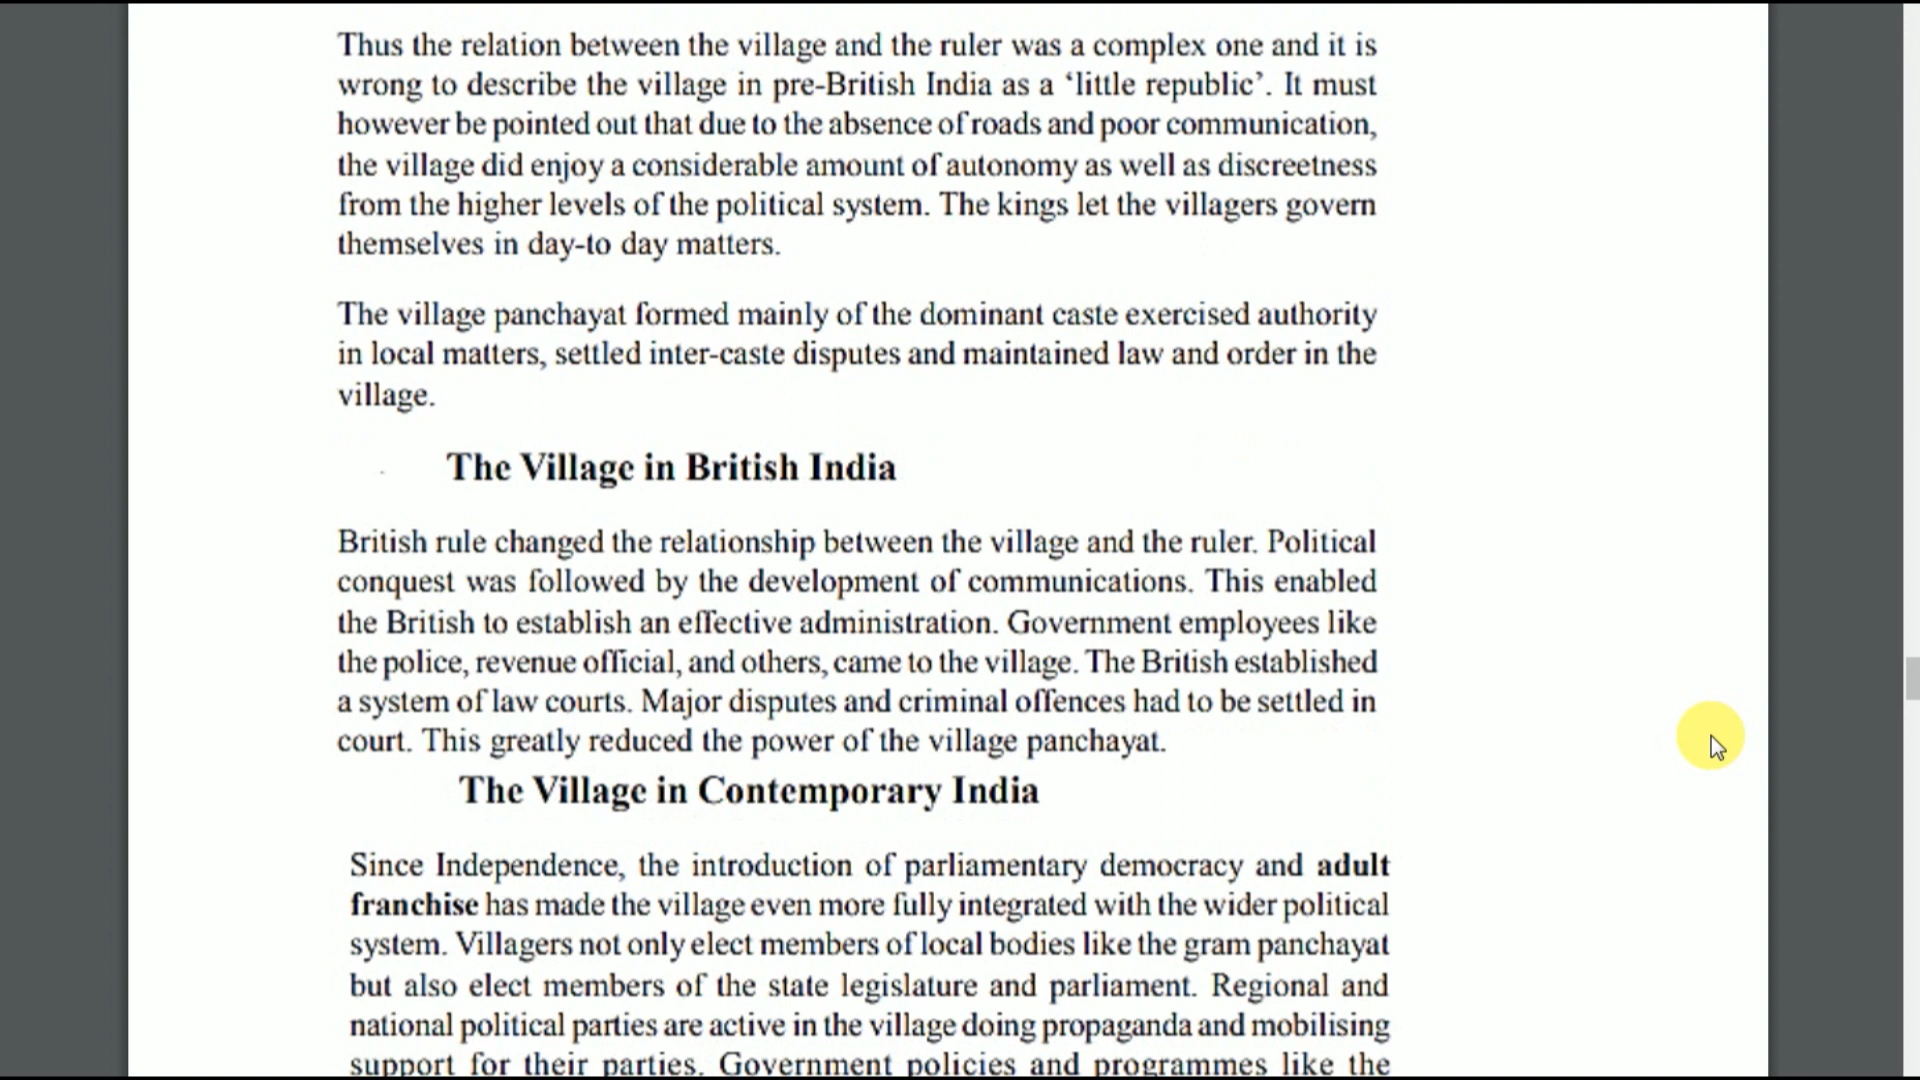 Thus the relation between the village and the ruler was a complex one and it is
wrong to describe the village in pre-British India as a ‘little republic’. It must
however be pointed out that due to the absence of roads and poor communication,
the village did enjoy a considerable amount of autonomy as well as discreetness
from the higher levels of the political system. The kings let the villagers govern
themselves in day-to day matters.
The village panchayat formed mainly of the dominant caste exercised authority
in local matters, settled inter-caste disputes and maintained law and order in the
village.
The Village in British India
British rule changed the relationship between the village and the ruler. Political
conquest was followed by the development of communications. This enabled
the British to establish an effective administration. Government employees like
the police, revenue official, and others, came to the village. The British established
a system of law courts. Major disputes and criminal offences had to be settled in
court. This greatly reduced the power of the village panchayat.
The Village in Contemporary India
Since Independence, the introduction of parliamentary democracy and adult
franchise has made the village even more fully integrated with the wider political
system. Villagers not only elect members of local bodies like the gram panchayat
but also elect members of the state legislature and parliament. Regional and
national political parties are active in the village doing propaganda and mobilising
support for their parties. Government policies and programmes like the